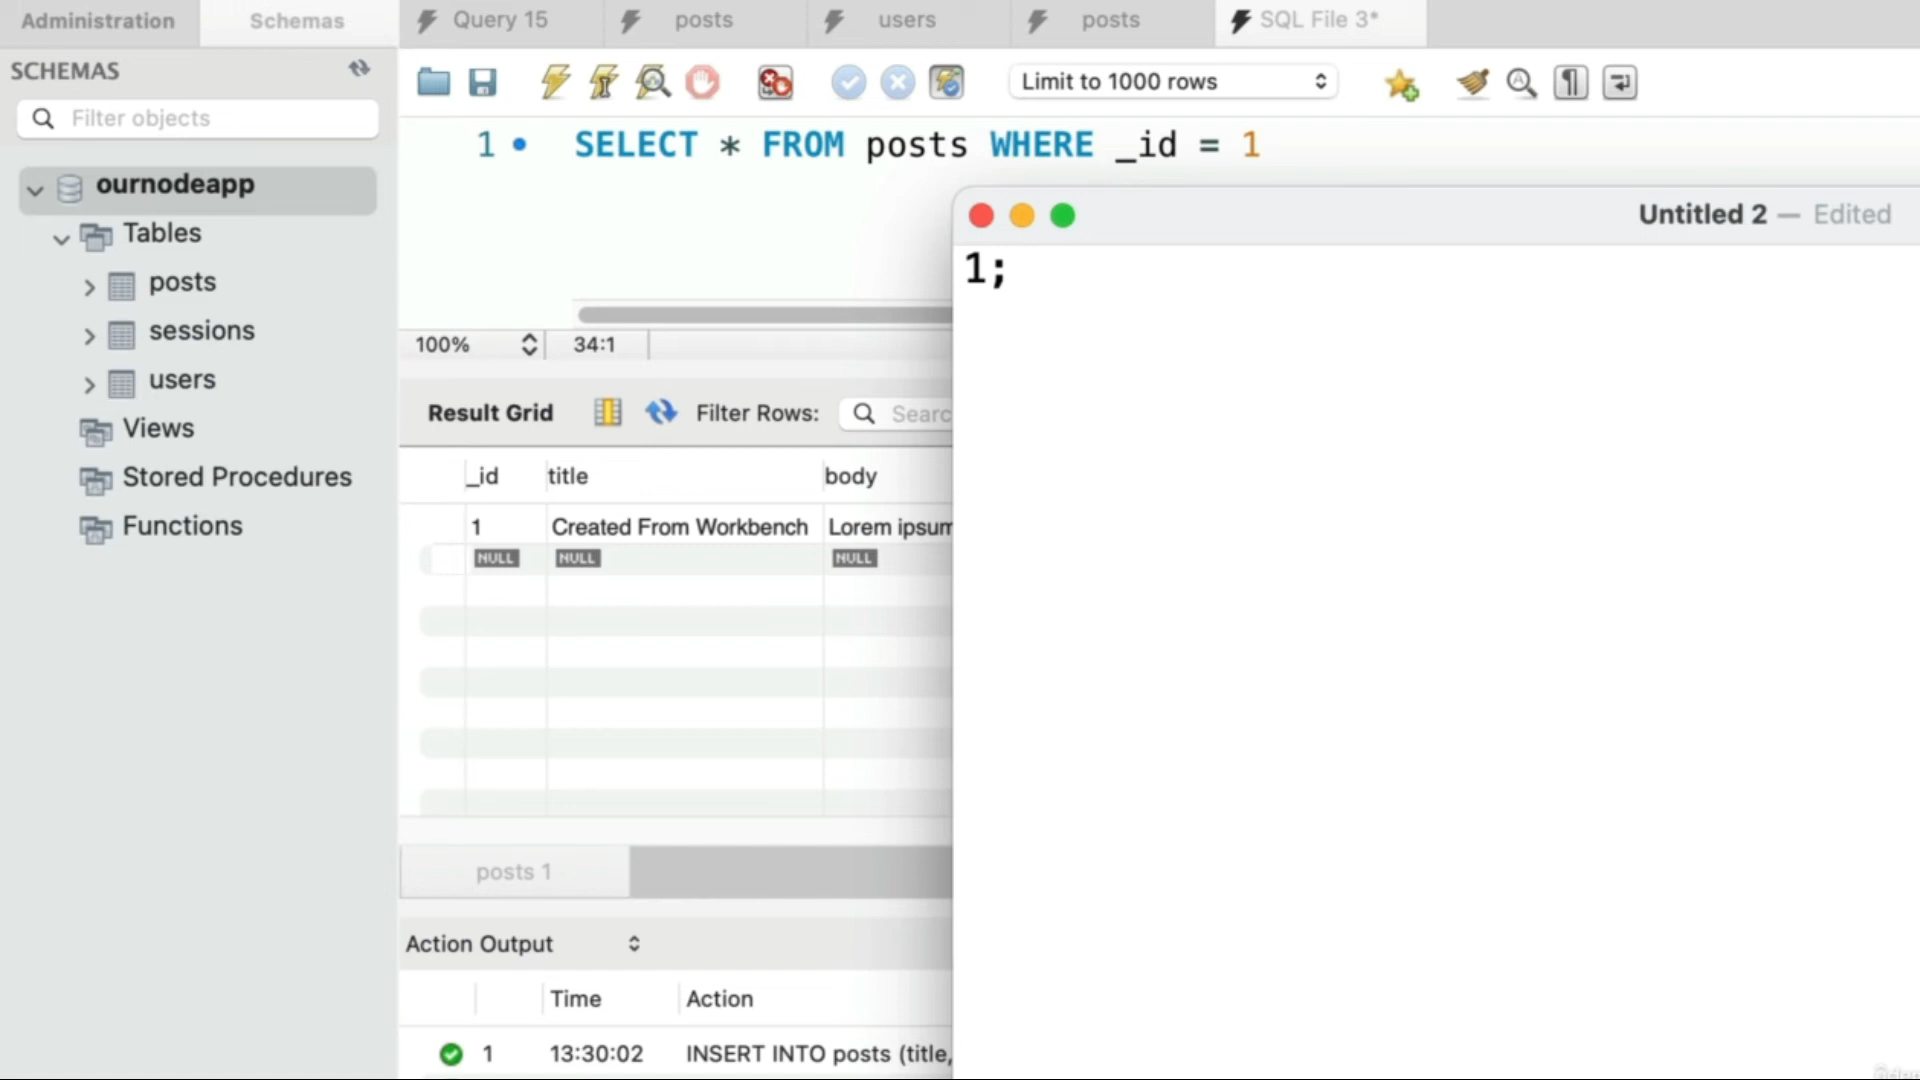 Administration Schemas Query 15 posts users posts SQL File 3*
SCHEMAS
Filter objects
Limit to 1000 rows
1 SELECT * FROM posts WHERE _id = 1
ournodeapp
Tables
posts
sessions
users
Views
Stored Procedures
Functions
Untitled 2 — Edited
1;
100% 34:1
Result Grid Filter Rows: Searc
_id title body
1 Created From Workbench Lorem ipsum
NULL NULL NULL
posts 1
Action Output
Time Action
1 13:30:02 INSERT INTO posts (title,